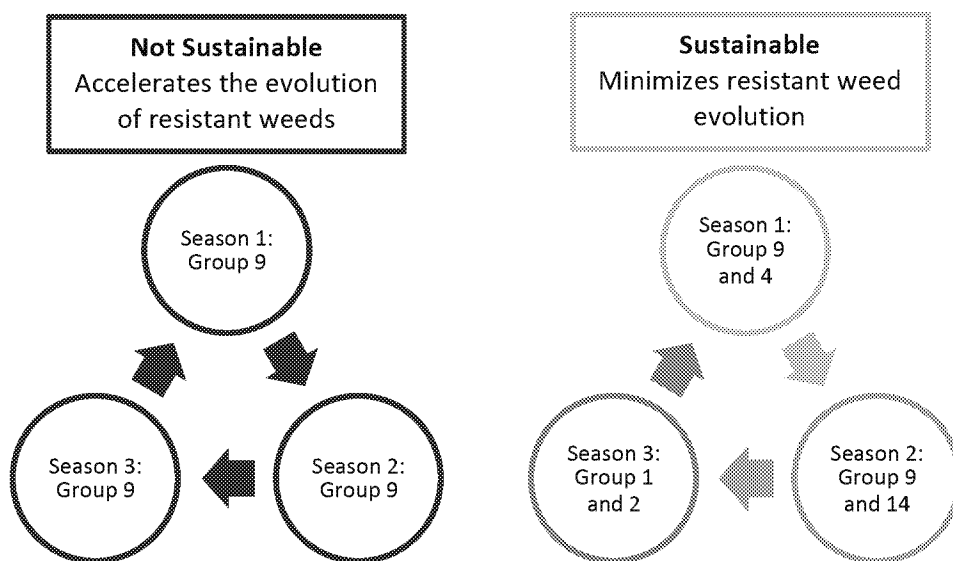 Not Sustainable
Accelerates the evolution
of resistant weeds
Season 1:
Group 9
Season 2:
Group 9
Season 3:
Group 9
Sustainable
Minimizes resistant weed
evolution
Season 1:
Group 9
and 4
Season 2:
Group 9
and 14
Season 3:
Group 1
and 2